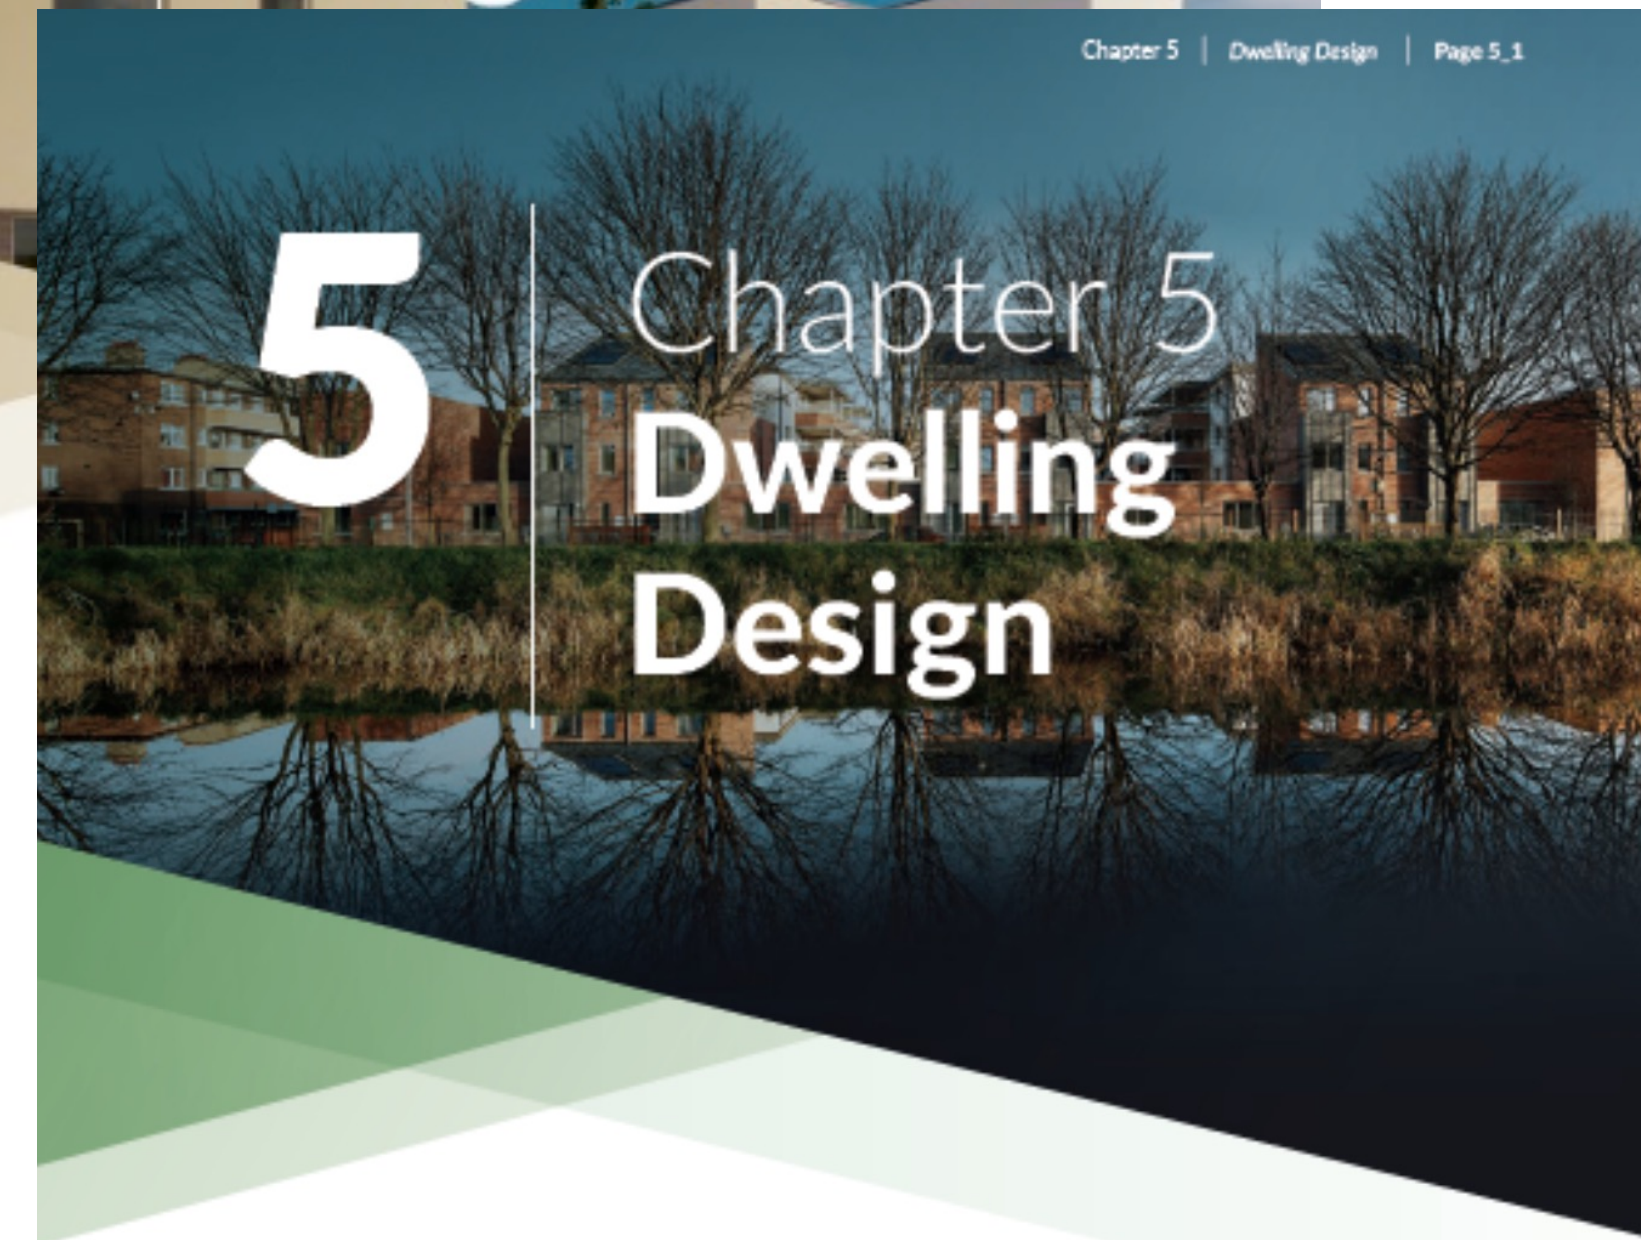 Chapter 5 | Dwelling Design | Page 5_1
5
Chapter 5
Dwelling
Design